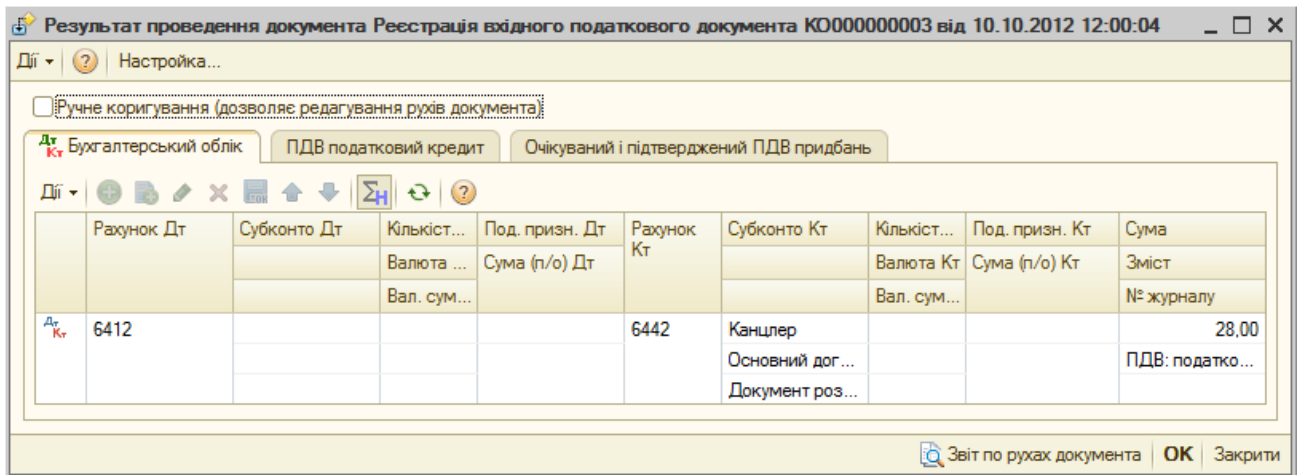 Результат проведення документа Реєстрація вхідного податкового документа КО000000003 від 10.10.2012 12:00:04
Дії Настройка...
Ручне коригування (дозволяє редагування рухів документа)
Дт Кт Бухгалтерський облік ПДВ податковий кредит Очікуваний і підтверджений ПДВ придбань
Дії
Рахунок Дт Субконто Дт Кількіст... Под. призн. Дт Рахунок Кт Субконто Кт Кількіст... Под. призн. Кт Сума
Валюта ... Сума (п/о) Дт Валюта Кт Сума (п/о) Кт Зміст
Вал. сум... Вал. сум... № журналу
Дт Кт 6412 6442 Канцлер 28,00
Основний дог... ПДВ: податко...
Документ роз...
Звіт по рухах документа OK Закрити